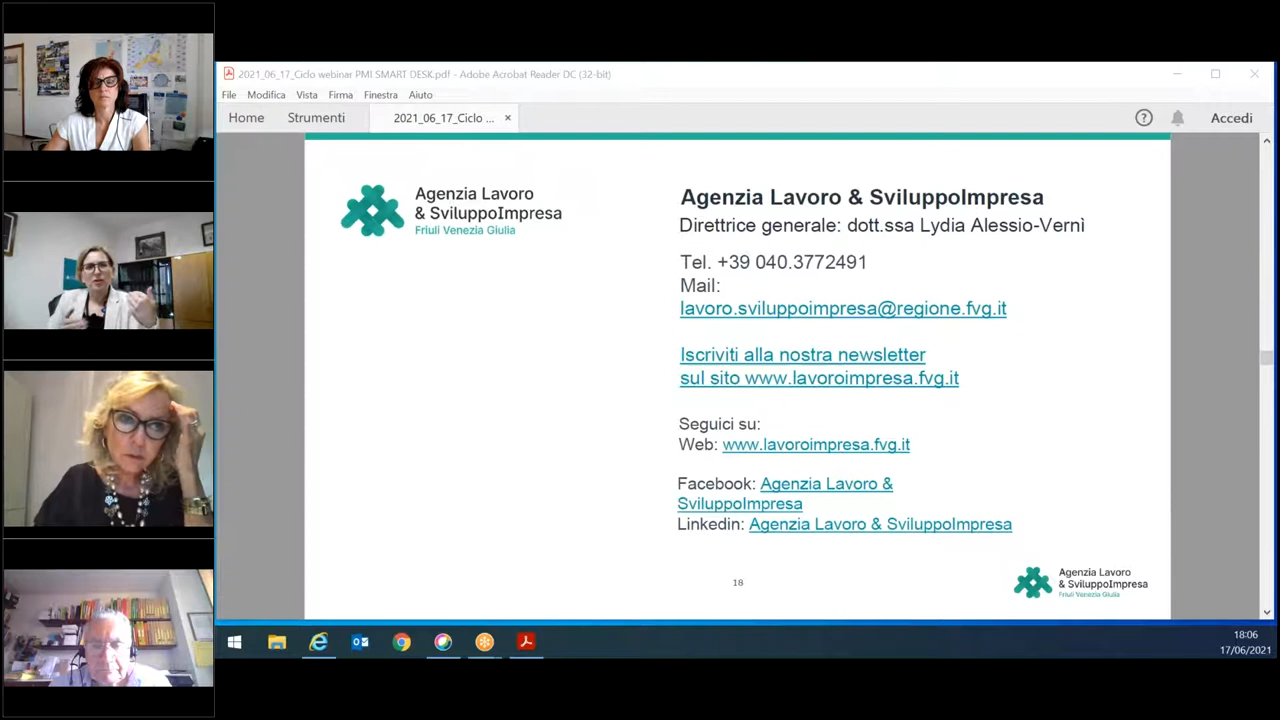 2021_06_17_Ciclo webinar PMI SMART DESK.pdf - Adobe Acrobat Reader DC (32-bit)
File Modifica Vista Firma Finestra Aiuto
Home Strumenti 2021_06_17_Ciclo ... × Accedi
Agenzia Lavoro
& SviluppoImpresa
Friuli Venezia Giulia
Agenzia Lavoro & SviluppoImpresa
Direttrice generale: dott.ssa Lydia Alessio-Vernì
Tel. +39 040.3772491
Mail:
lavoro.sviluppoimpresa@regione.fvg.it
Iscriviti alla nostra newsletter
sul sito www.lavoroimpresa.fvg.it
Seguici su:
Web: www.lavoroimpresa.fvg.it
Facebook: Agenzia Lavoro &
SviluppoImpresa
Linkedin: Agenzia Lavoro & SviluppoImpresa
18
Agenzia Lavoro
& SviluppoImpresa
Friuli Venezia Giulia
18:06
17/06/2021